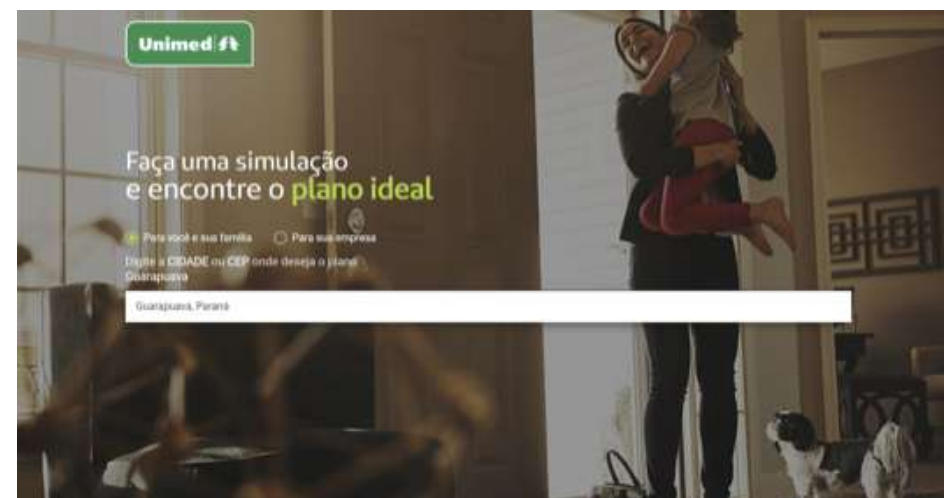 Unimed
Faça uma simulação
e encontre o plano ideal
Para você e sua família
Para sua empresa
Digite a CIDADE ou CEP onde deseja o plano
Guarapuava
Guarapuava, Paraná